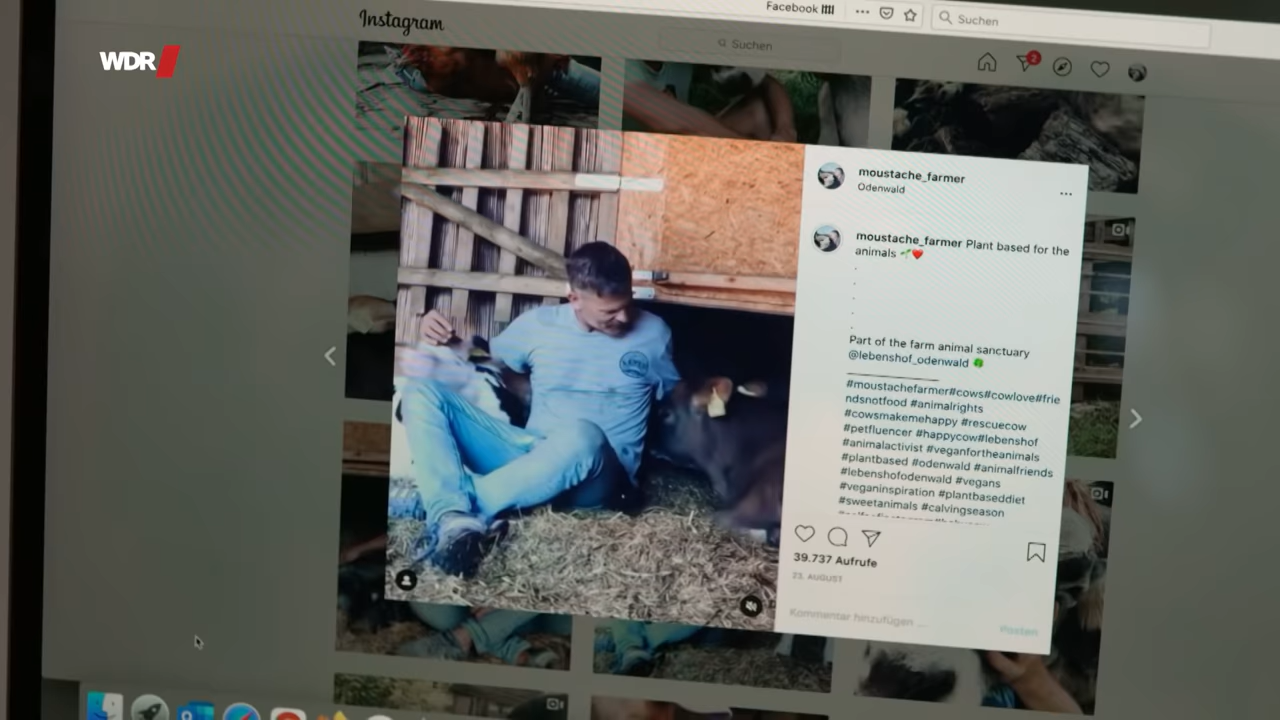 Facebook
Suchen
Instagram
Suchen
WDR
2
moustache_farmer
Odenwald
moustache_farmer Plant based for the
animals 🌱❤️
.
.
.
.
.
Part of the farm animal sanctuary
@lebenshof_odenwald
#moustachefarmer#cows#cowlove#frie
ndsnotfood #animalrights
#cowsmakemehappy #rescuecow
#petfluencer #happycow#lebenshof
#animalactivist #veganfortheanimals
#plantbased #odenwald #animalfriends
#lebenshofodenwald #vegans
#veganinspiration #plantbaseddiet
#sweetanimals #calvingseason
39.737 Aufrufe
23. AUGUST
Kommentar hinzufügen ...